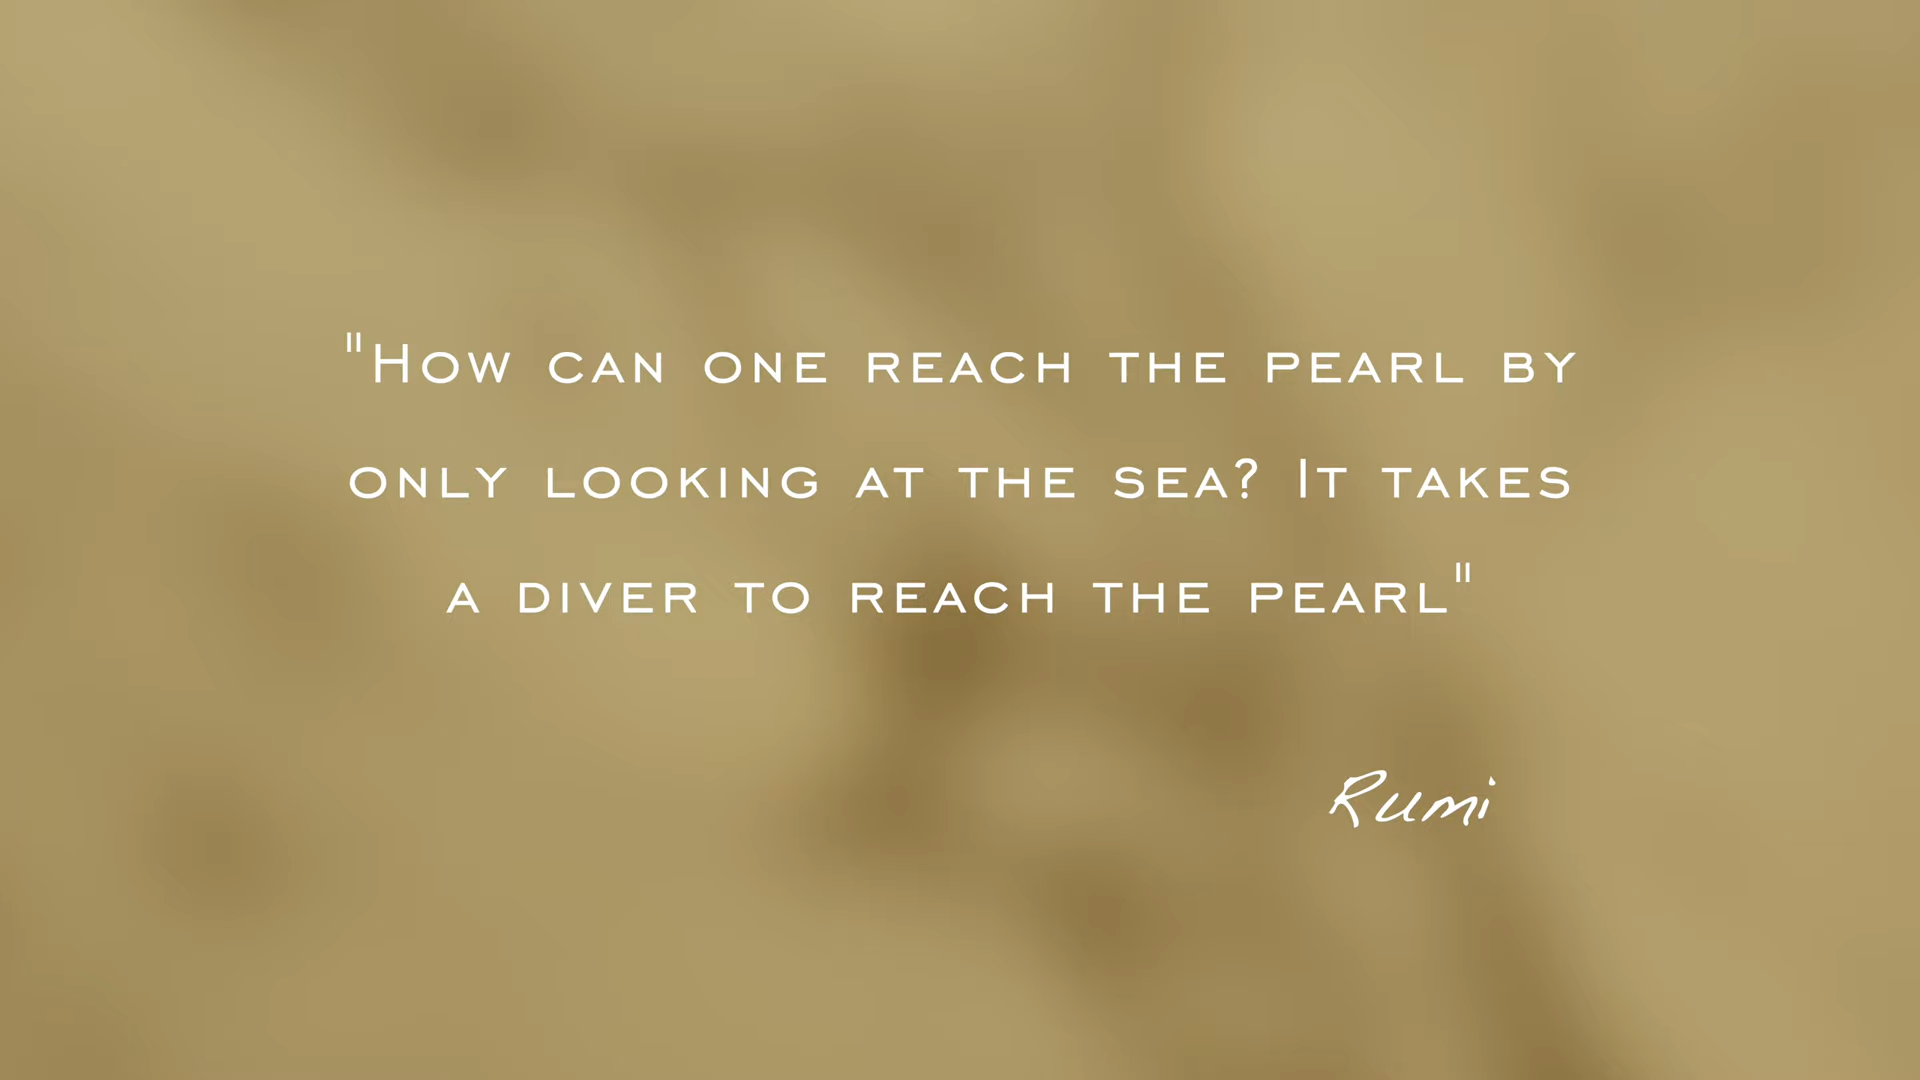 "How can one reach the pearl by
only looking at the sea? It takes
a diver to reach the pearl"
Rumi